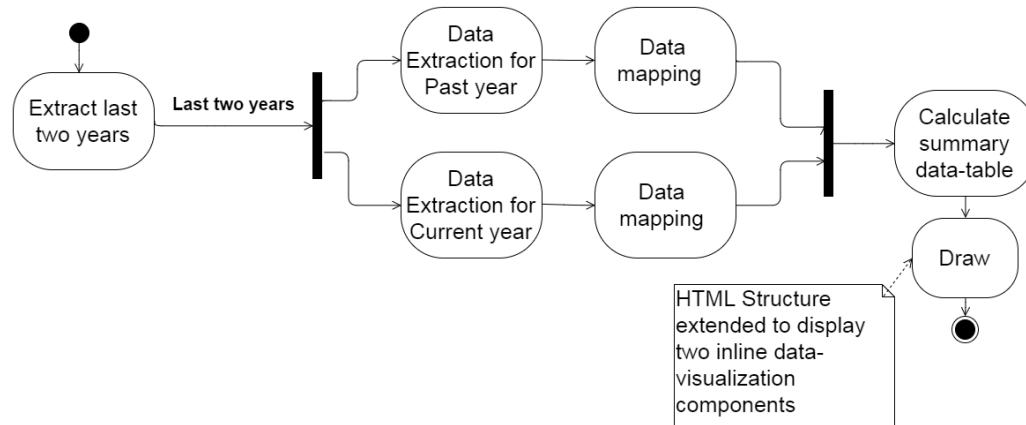 Extract last
two years
Last two years
Data
Extraction for
Past year
Data
mapping
Data
Extraction for
Current year
Data
mapping
Calculate
summary
data-table
Draw
HTML Structure
extended to display
two inline data-
visualization
components